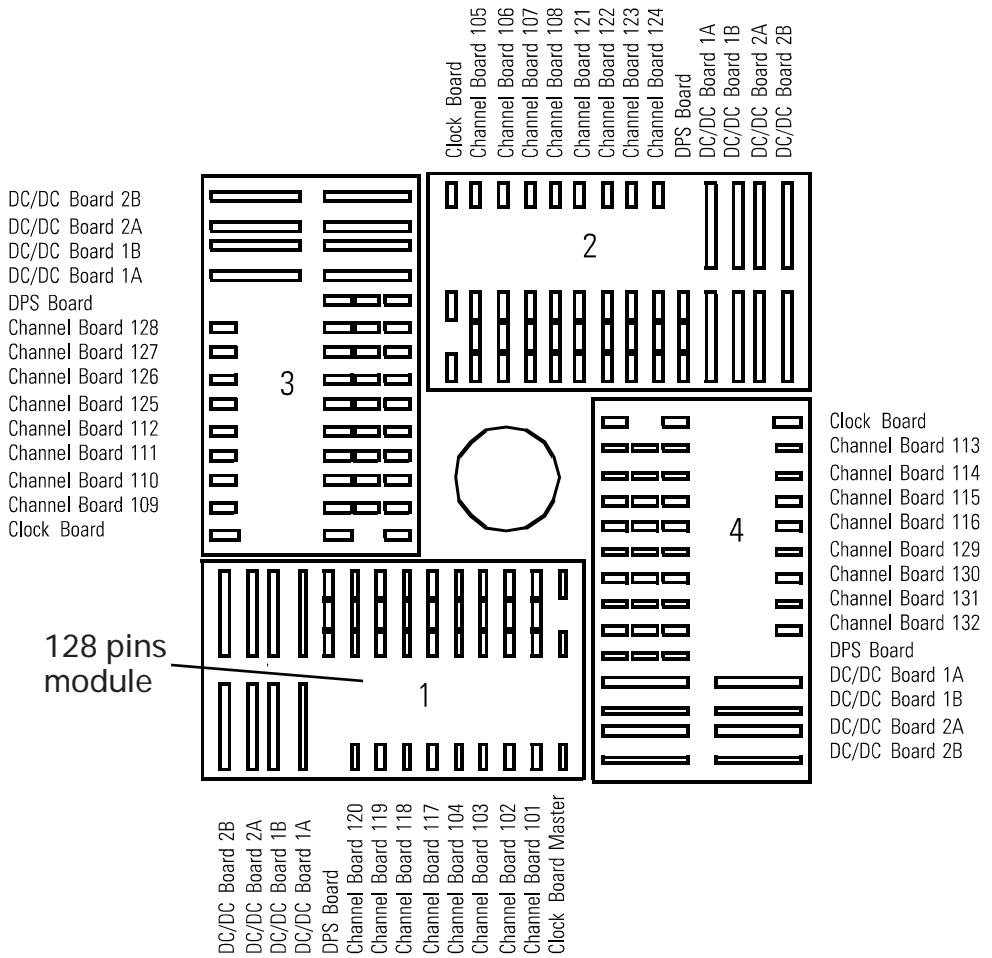 Clock Board
Channel Board 105
Channel Board 106
Channel Board 107
Channel Board 108
Channel Board 121
Channel Board 122
Channel Board 123
Channel Board 124
DPS Board
DC/DC Board 1A
DC/DC Board 1B
DC/DC Board 2A
DC/DC Board 2B
DC/DC Board 2B
DC/DC Board 2A
DC/DC Board 1B
DC/DC Board 1A
DPS Board
Channel Board 128
Channel Board 127
Channel Board 126
Channel Board 125
Channel Board 112
Channel Board 111
Channel Board 110
Channel Board 109
Clock Board
2
3
Clock Board
Channel Board 113
Channel Board 114
Channel Board 115
Channel Board 116
Channel Board 129
Channel Board 130
Channel Board 131
Channel Board 132
DPS Board
DC/DC Board 1A
DC/DC Board 1B
DC/DC Board 2A
DC/DC Board 2B
4
128 pins
module
1
DC/DC Board 2B
DC/DC Board 2A
DC/DC Board 1B
DC/DC Board 1A
DPS Board
Channel Board 120
Channel Board 119
Channel Board 118
Channel Board 117
Channel Board 104
Channel Board 103
Channel Board 102
Channel Board 101
Clock Board Master